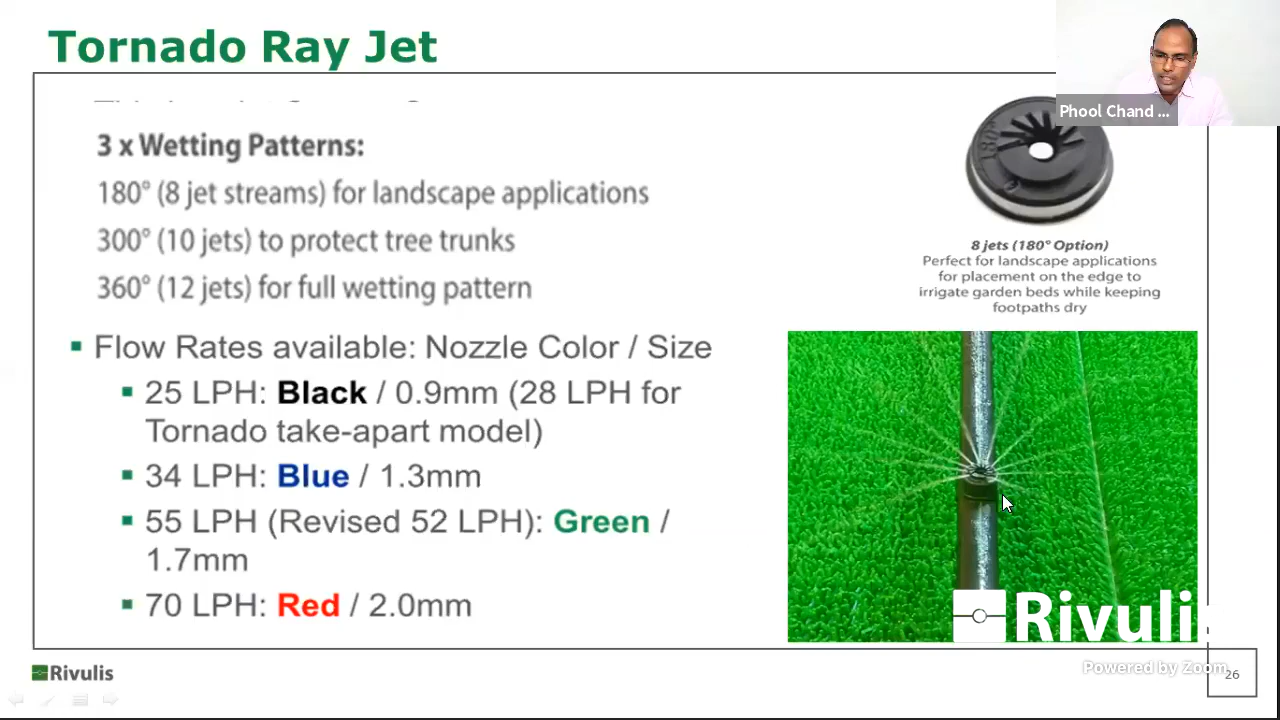 Tornado Ray Jet
Phool Chand ...
3 x Wetting Patterns:
180° (8 jet streams) for landscape applications
300° (10 jets) to protect tree trunks
360° (12 jets) for full wetting pattern
180°
8 jets (180° Option)
Perfect for landscape applications
for placement on the edge to
irrigate garden beds while keeping
footpaths dry
Flow Rates available: Nozzle Color / Size
25 LPH: Black / 0.9mm (28 LPH for
Tornado take-apart model)
34 LPH: Blue / 1.3mm
55 LPH (Revised 52 LPH): Green /
1.7mm
70 LPH: Red / 2.0mm
Rivulis
Powered by Zoom
Rivulis
26